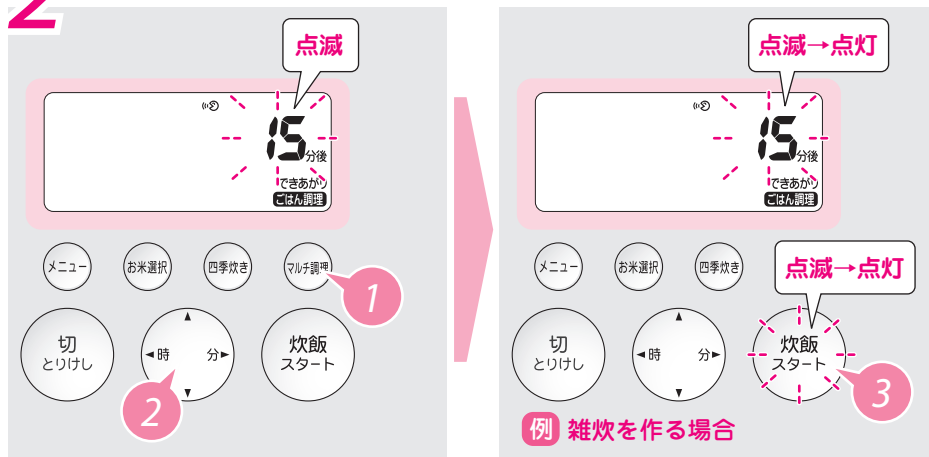 2
点滅
15
分後
できあがり
ごはん調理
メニュー
お米選択
四季炊き
マルチ調理
1
切
とりけし
時
分
炊飯
スタート
2
点滅→点灯
15
分後
できあがり
ごはん調理
メニュー
お米選択
四季炊き
点滅→点灯
切
とりけし
時
分
炊飯
スタート
3
例 雑炊を作る場合